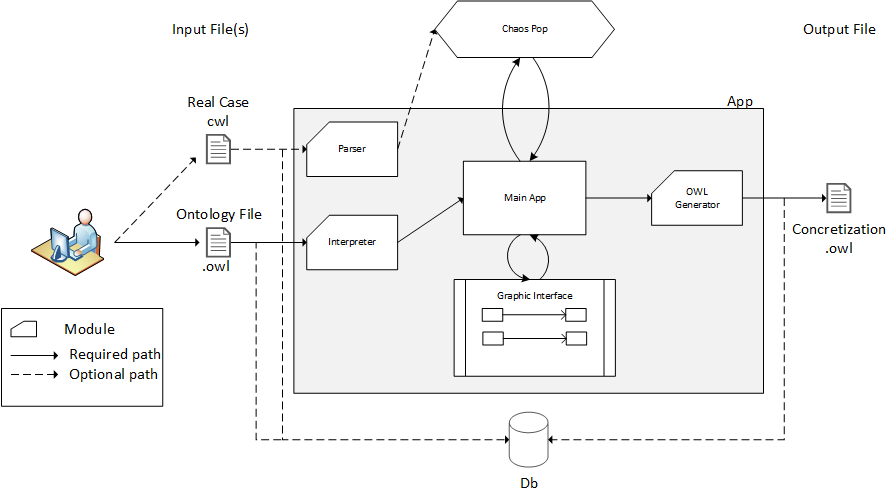 Input File(s)
Chaos Pop
Output File
Real Case
cwl
App
Parser
Ontology File
.owl
Interpreter
Main App
OWL
Generator
Concretization
.owl
Graphic Interface
Module
Required path
Optional path
Db